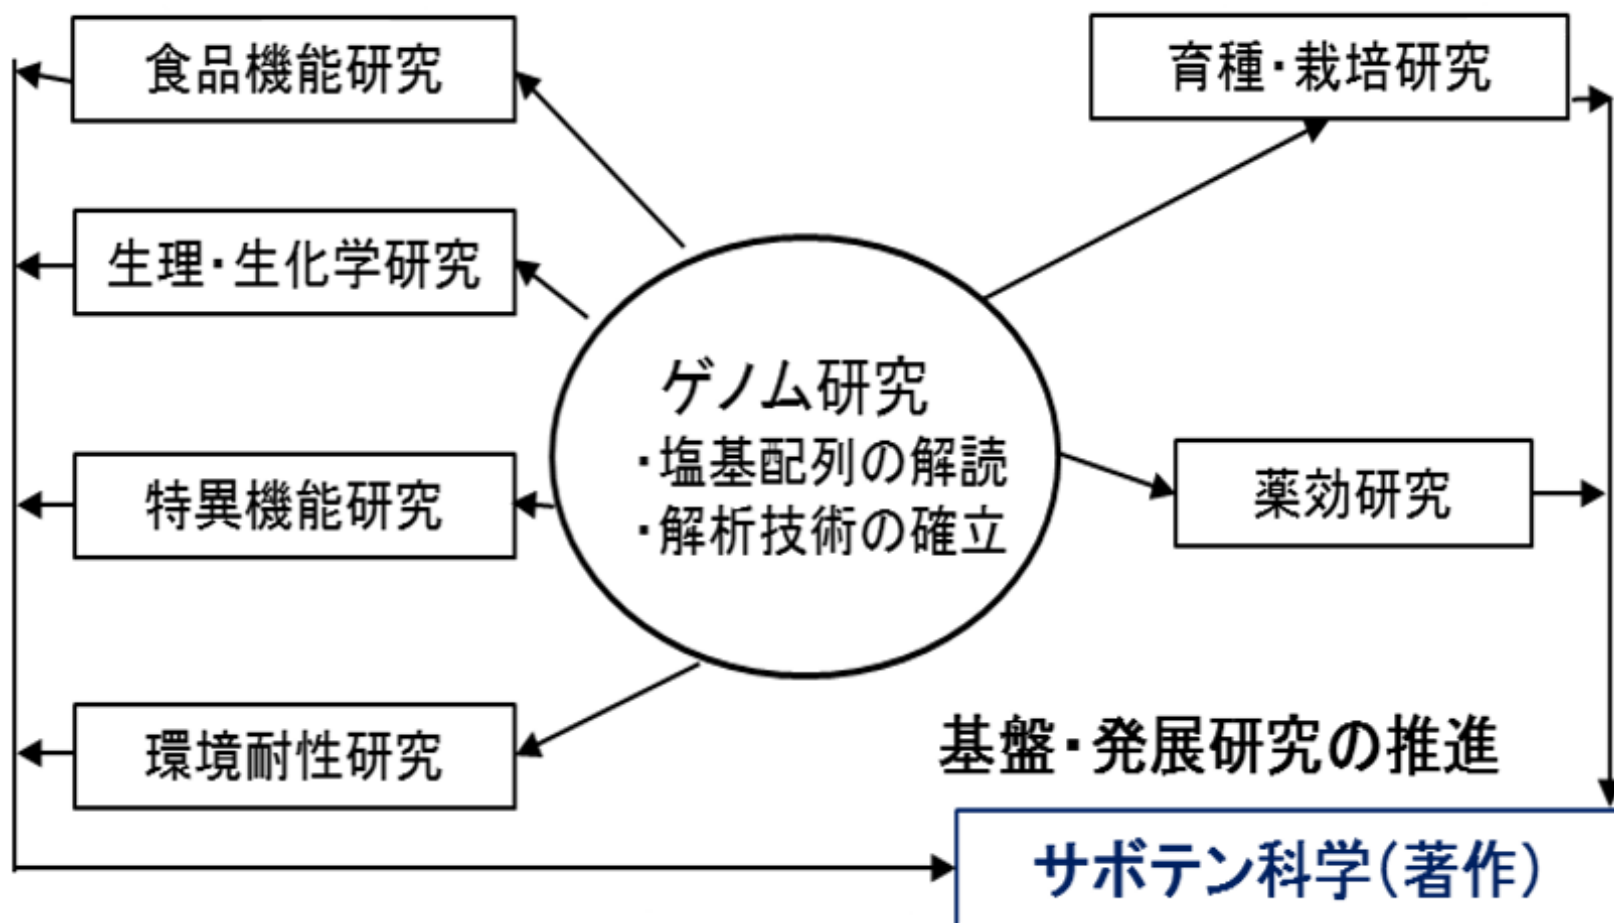 食品機能研究
育種・栽培研究
生理・生化学研究
ゲノム研究
・塩基配列の解読
・解析技術の確立
特異機能研究
薬効研究
環境耐性研究
基盤・発展研究の推進
サボテン科学(著作)